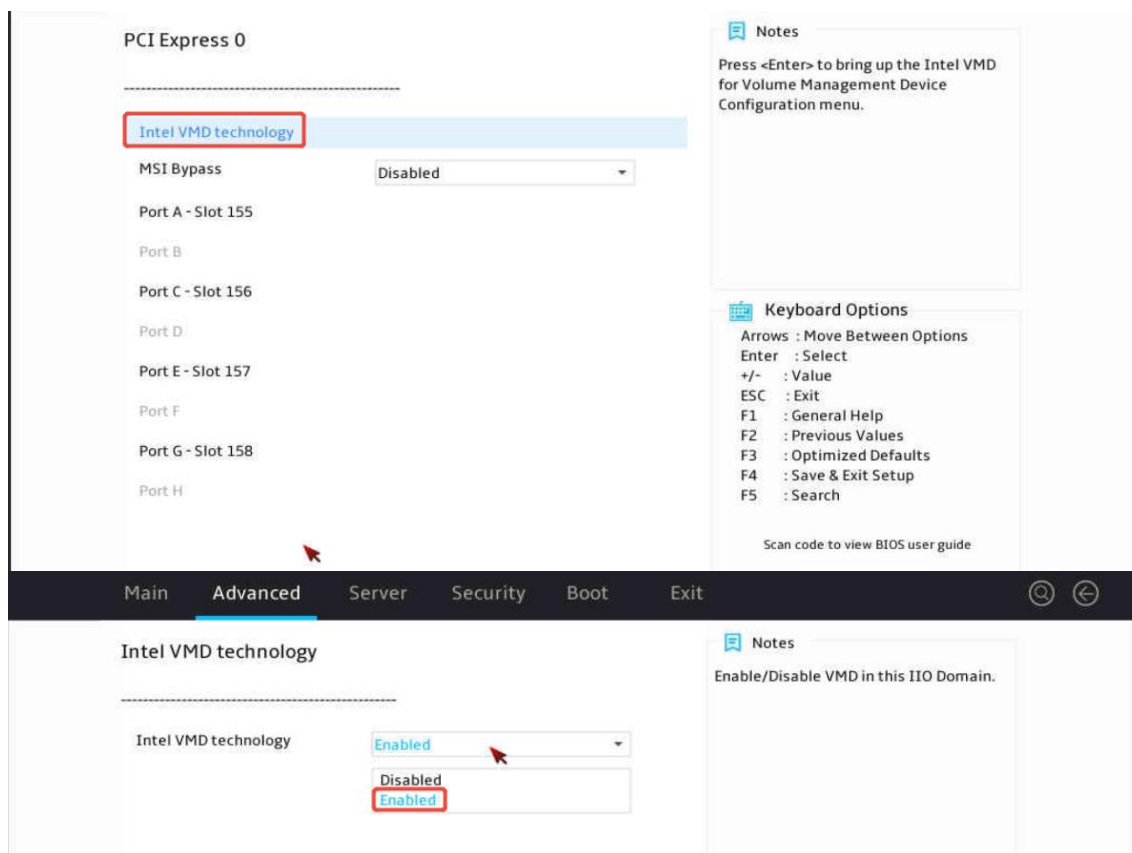 PCI Express 0
--------------------------------------------------
Intel VMD technology
MSI Bypass
Disabled
Port A - Slot 155
Port B
Port C - Slot 156
Port D
Port E - Slot 157
Port F
Port G - Slot 158
Port H
Notes
Press <Enter> to bring up the Intel VMD
for Volume Management Device
Configuration menu.
Keyboard Options
Arrows : Move Between Options
Enter : Select
+/- : Value
ESC : Exit
F1 : General Help
F2 : Previous Values
F3 : Optimized Defaults
F4 : Save & Exit Setup
F5 : Search
Scan code to view BIOS user guide
Main Advanced Server Security Boot Exit
Intel VMD technology
--------------------------------------------------
Intel VMD technology
Enabled
Disabled
Enabled
Notes
Enable/Disable VMD in this IIO Domain.